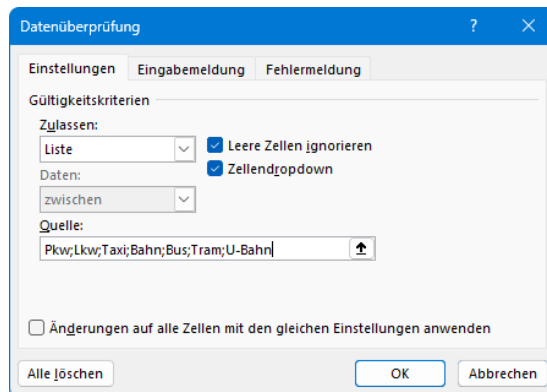 Datenüberprüfung ? ×
Einstellungen Eingabemeldung Fehlermeldung
Gültigkeitskriterien
Zulassen:
Liste
Leere Zellen ignorieren
Zellendropdown
Daten:
zwischen
Quelle:
Pkw;Lkw;Taxi;Bahn;Bus;Tram;U-Bahn
Änderungen auf alle Zellen mit den gleichen Einstellungen anwenden
Alle löschen OK Abbrechen